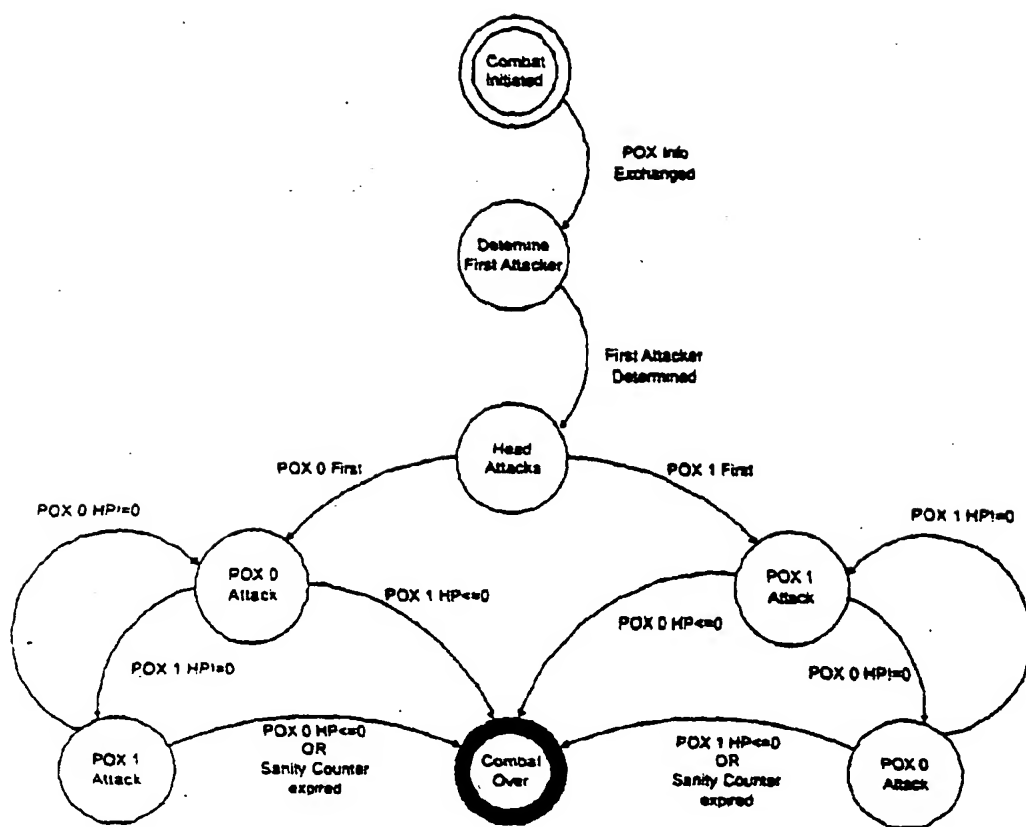 Combat
Initiated
POX Info
Exchanged
Detemine
First Attacker
First Attacker
Determined
Head
Attacks
POX 0 First
POX 1 First
POX 0 HP!=0
POX 1 HP!=0
POX 0
Attack
POX 1
Attack
POX 1 HP<=0
POX 0 HP<=0
POX 1 HP!=0
POX 0 HP!=0
POX 1
Attack
POX 0 HP<=0
OR
Sanity Counter
expired
Combat
Over
POX 1 HP<=0
OR
Sanity Counter
expired
POX 0
Attack